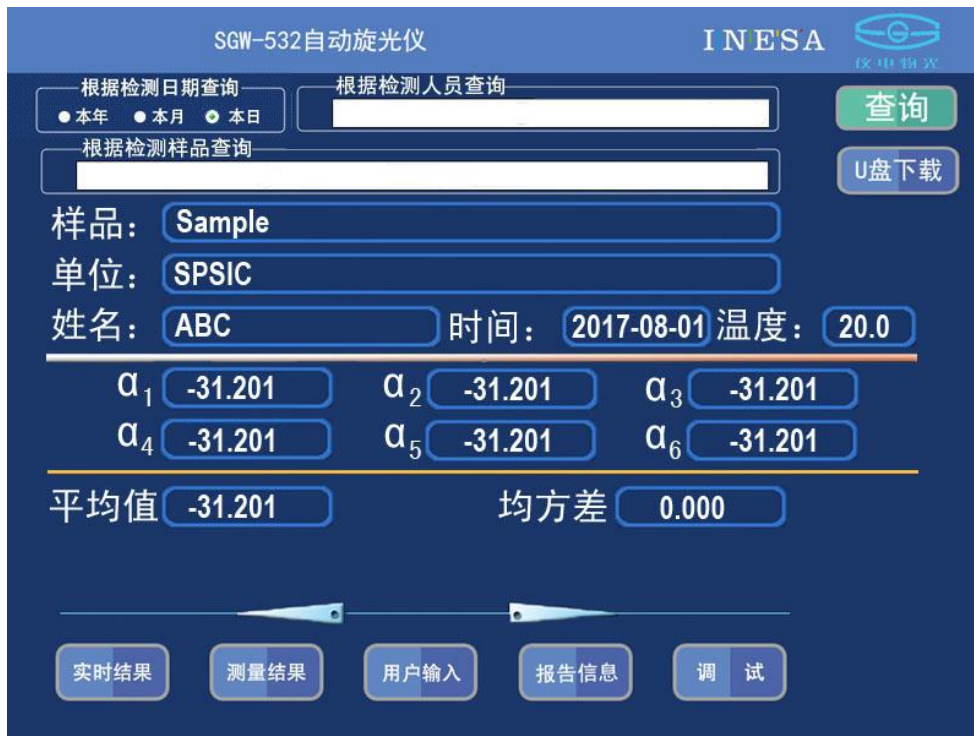 SGW-532自动旋光仪 INESA
仪电物光
根据检测日期查询 根据检测人员查询
本年 本月 本日 查询
根据检测样品查询
U盘下载
样品: Sample
单位: SPSIC
姓名: ABC 时间: 2017-08-01 温度: 20.0
α1 -31.201 α2 -31.201 α3 -31.201
α4 -31.201 α5 -31.201 α6 -31.201
平均值 -31.201 均方差 0.000
实时结果 测量结果 用户输入 报告信息 调 试